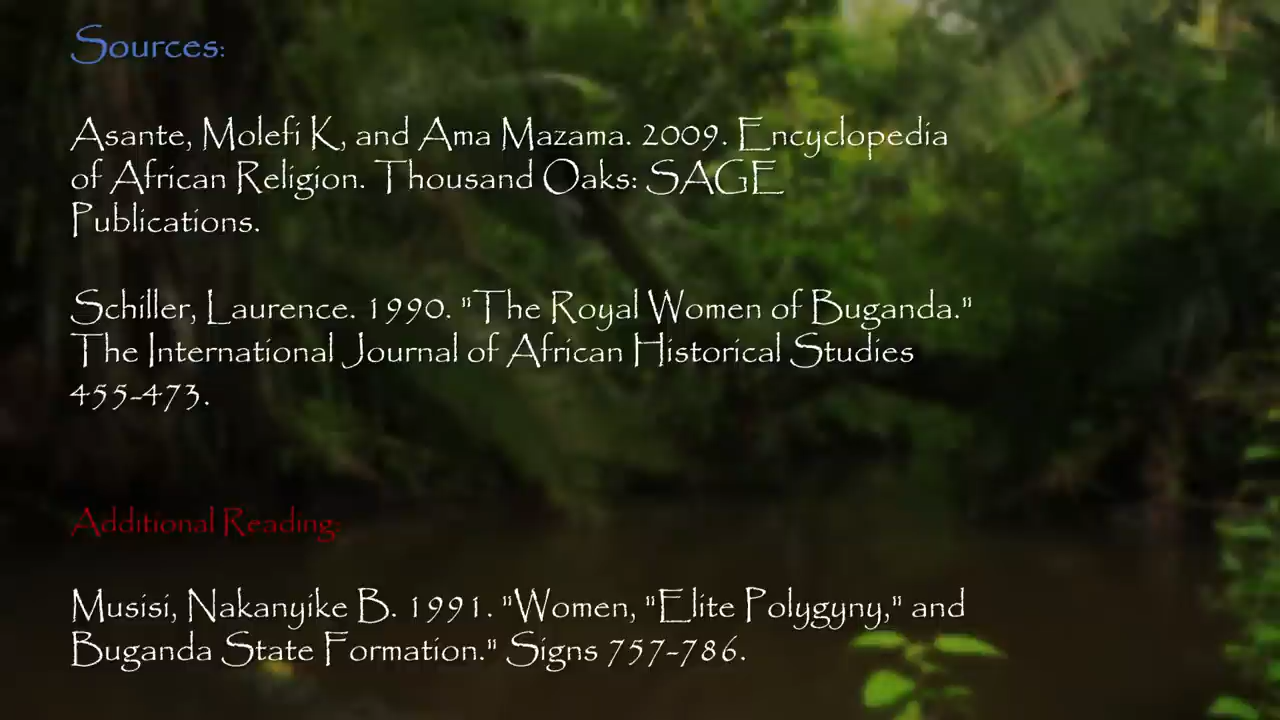 Sources:
Asante, Molefi K, and Ama Mazama. 2009. Encyclopedia
of African Religion. Thousand Oaks: SAGE
Publications.
Schiller, Laurence. 1990. "The Royal Women of Buganda."
The International Journal of African Historical Studies
455-473.
Additional Reading:
Musisi, Nakanyike B. 1991. "Women, "Elite Polygyny," and
Buganda State Formation." Signs 757-786.